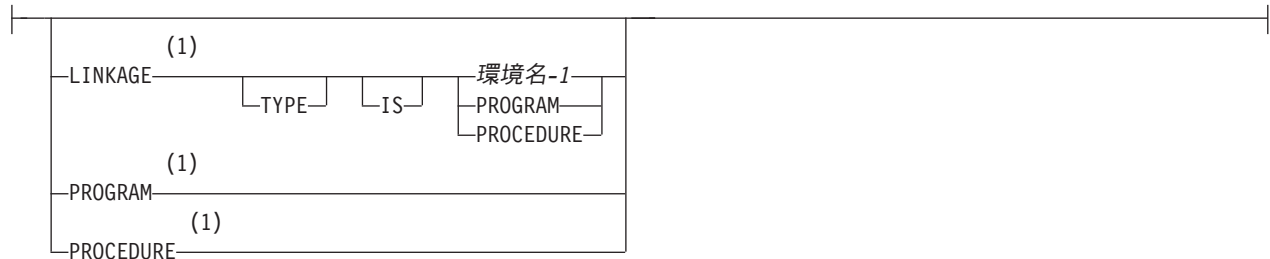 (1)
LINKAGE TYPE IS 環境名-1
PROGRAM
PROCEDURE
(1)
PROGRAM
(1)
PROCEDURE